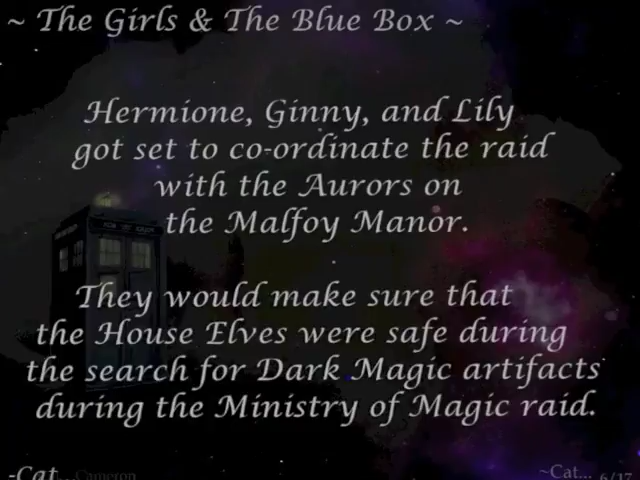 ~ The Girls & The Blue Box ~
Hermione, Ginny, and Lily
got set to co-ordinate the raid
with the Aurors on
the Malfoy Manor.
They would make sure that
the House Elves were safe during
the search for Dark Magic artifacts
during the Ministry of Magic raid.
-Cat... Cameron
~Cat... 6/17